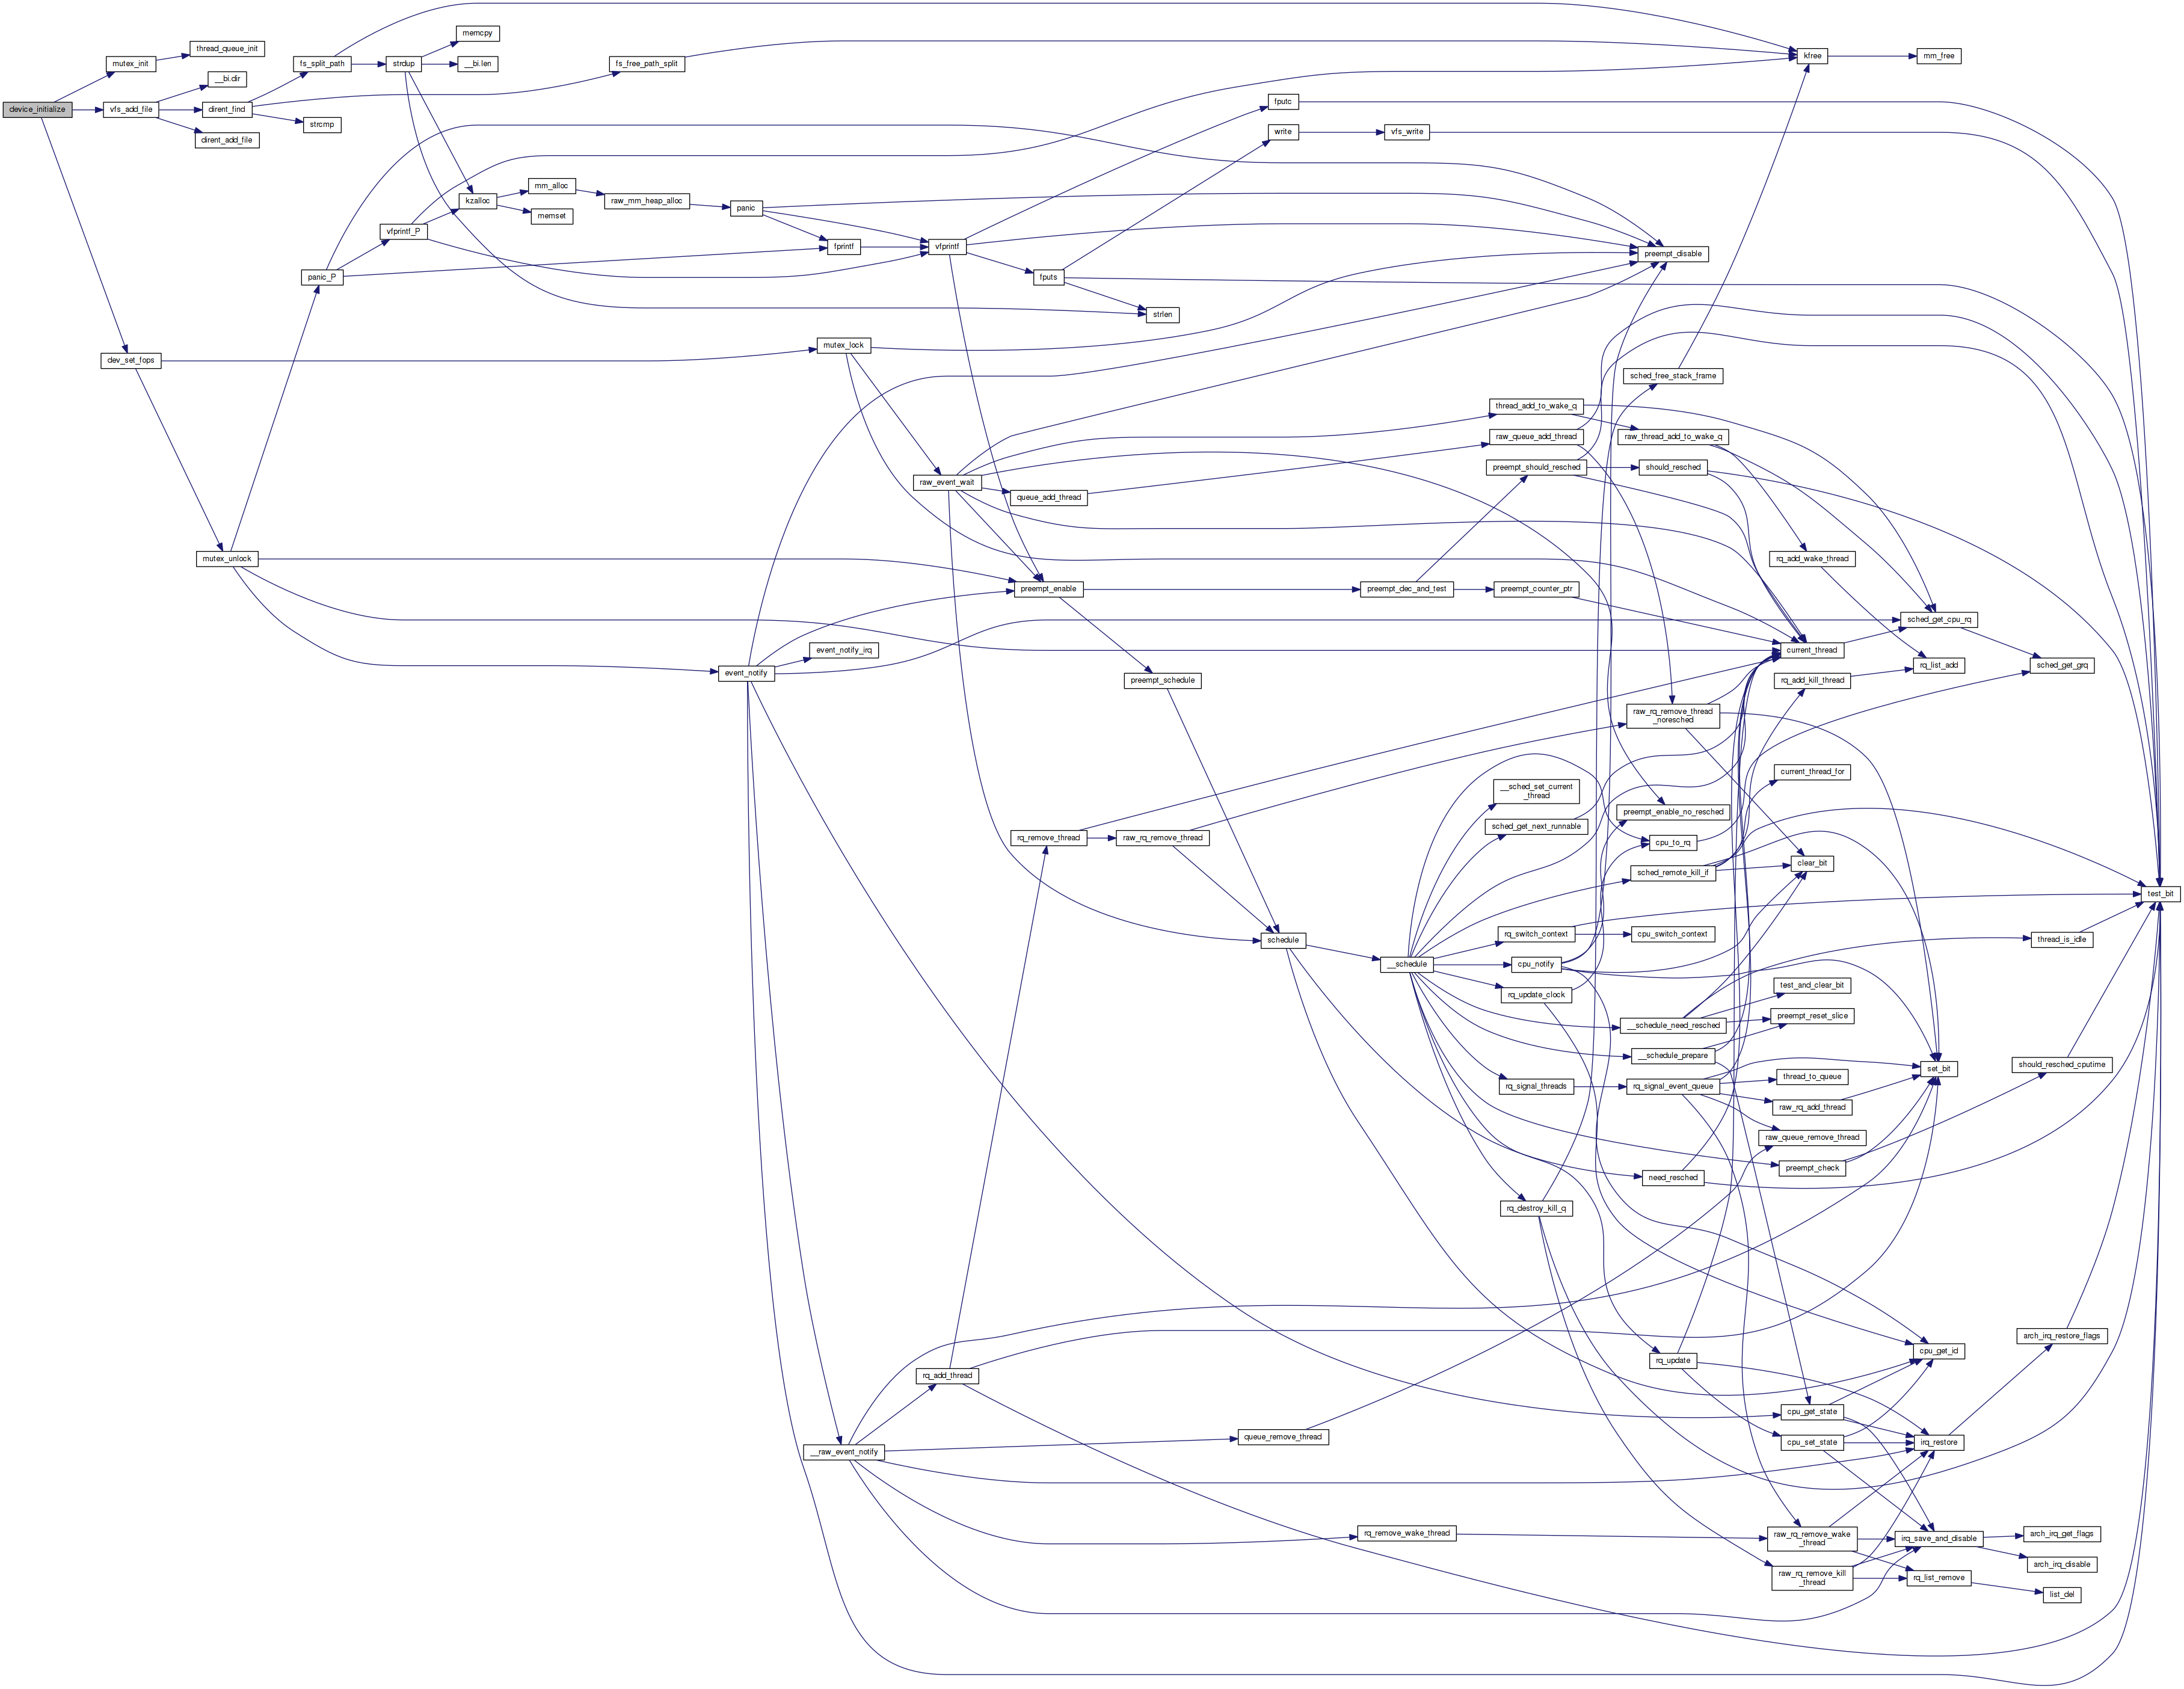 device_initialize
mutex_init
thread_queue_init
vfs_add_file
__bi.dir
dirent_find
dirent_add_file
fs_split_path
strcmp
strdup
memcpy
__bi.len
fs_free_path_split
kfree
mm_free
kzalloc
mm_alloc
memset
raw_mm_heap_alloc
panic
vfprintf_P
panic_P
fprintf
vfprintf
fputc
write
vfs_write
fputs
strlen
preempt_disable
dev_set_fops
mutex_lock
mutex_unlock
raw_event_wait
queue_add_thread
thread_add_to_wake_q
raw_queue_add_thread
preempt_should_resched
sched_free_stack_frame
raw_thread_add_to_wake_q
should_resched
rq_add_wake_thread
preempt_enable
preempt_dec_and_test
preempt_counter_ptr
sched_get_cpu_rq
current_thread
rq_list_add
sched_get_grq
rq_add_kill_thread
event_notify
event_notify_irq
preempt_schedule
raw_rq_remove_thread
_noresched
current_thread_for
__sched_set_current
_thread
preempt_enable_no_resched
sched_get_next_runnable
cpu_to_rq
rq_remove_thread
raw_rq_remove_thread
clear_bit
sched_remote_kill_if
test_bit
schedule
__schedule
rq_switch_context
cpu_switch_context
thread_is_idle
cpu_notify
rq_update_clock
test_and_clear_bit
__schedule_need_resched
preempt_reset_slice
__schedule_prepare
should_resched_cputime
set_bit
rq_signal_threads
rq_signal_event_queue
thread_to_queue
raw_rq_add_thread
raw_queue_remove_thread
preempt_check
need_resched
rq_destroy_kill_q
arch_irq_restore_flags
cpu_get_id
rq_update
rq_add_thread
cpu_get_state
cpu_set_state
irq_restore
__raw_event_notify
queue_remove_thread
rq_remove_wake_thread
raw_rq_remove_wake
_thread
irq_save_and_disable
arch_irq_get_flags
arch_irq_disable
raw_rq_remove_kill
_thread
rq_list_remove
list_del